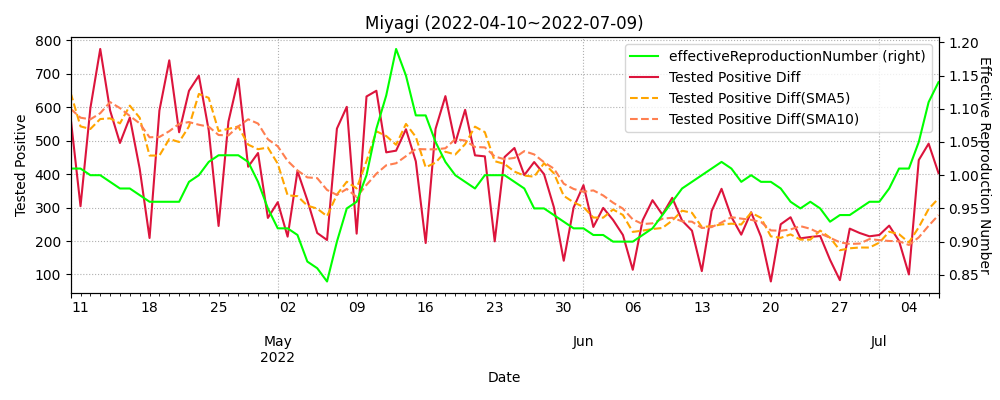 Miyagi (2022-04-10~2022-07-09)
effectiveReproductionNumber (right)
Tested Positive Diff
Tested Positive Diff(SMA5)
Tested Positive Diff(SMA10)
Tested Positive
800
700
600
500
400
300
200
100
1.20
1.15
1.10
1.05
1.00
0.95
0.90
0.85
Effective Reproduction Number
11 18 25 02 09 16 23 30 06 13 20 27 04
May Jun Jul
2022
Date